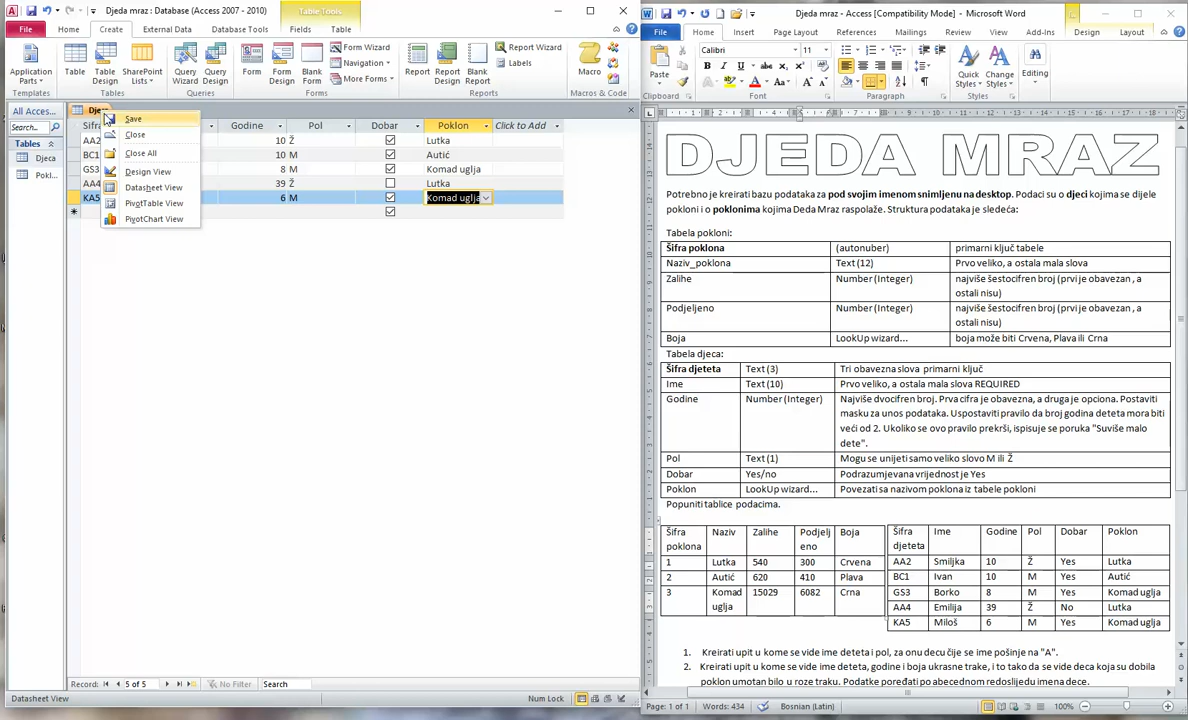 Djeda mraz : Database (Access 2007 - 2010)
Table Tools
File Home Create External Data Database Tools Fields Table
Application Parts
Table
Table Design
SharePoint Lists
Query Wizard
Query Design
Form
Form Design
Blank Form
Form Wizard
Navigation
More Forms
Report
Report Design
Blank Report
Report Wizard
Labels
Macro
Templates Tables Queries Forms Reports Macros & Code
All Acces...
Search...
Tables
Djeca
Pokl...
Save
Close
Close All
Design View
Datasheet View
PivotTable View
PivotChart View
Godine Pol Dobar Poklon Click to Add
AA2 10 Ž Lutka
BC1 10 M Autić
GS3 8 M Komad uglja
AA4 39 Ž Lutka
KA5 6 M Komad uglja
Record: 5 of 5 No Filter Search
Datasheet View Num Lock
Djeda mraz - Access [Compatibility Mode] - Microsoft Word
File Home Insert Page Layout References Mailings Review View Add-Ins Design Layout
Paste
Calibri 11
Quick Styles
Change Styles
Editing
Clipboard Font Paragraph Styles
DJEDA MRAZ
Potrebno je kreirati bazu podataka za pod svojim imenom snimljenu na desktop. Podaci su o djeci kojima se dijele
pokloni i o poklonima kojima Deda Mraz raspolaže. Struktura podataka je sledeća:
Tabela pokloni:
Šifra poklona (autonuber) primarni ključ tabele
Naziv_poklona Text (12) Prvo veliko, a ostala mala slova
Zalihe Number (Integer) najviše šestocifren broj (prvi je obavezan , a
ostali nisu)
Podjeljeno Number (Integer) najviše šestocifren broj (prvi je obavezan , a
ostali nisu)
Boja LookUp wizard... boja može biti Crvena, Plava ili Crna
Tabela djeca:
Šifra djeteta Text (3) Tri obavezna slova primarni ključ
Ime Text (10) Prvo veliko, a ostala mala slova REQUIRED
Godine Number (Integer) Najviše dvocifren broj. Prva cifra je obavezna, a druga je opciona. Postaviti
masku za unos podataka. Uspostaviti pravilo da broj godina deteta mora biti
veći od 2. Ukoliko se ovo pravilo prekrši, ispisuje se poruka "Suviše malo
dete".
Pol Text (1) Mogu se unijeti samo veliko slovo M ili Ž
Dobar Yes/no Podrazumjevana vrijednost je Yes
Poklon LookUp wizard... Povezati sa nazivom poklona iz tabele pokloni
Popuniti tablice podacima.
Šifra poklona Naziv Zalihe Podjeljeno Boja
1 Lutka 540 300 Crvena
2 Autić 620 410 Plava
3 Komad uglja 15029 6082 Crna
Šifra djeteta Ime Godine Pol Dobar Poklon
AA2 Smiljka 10 Ž Yes Lutka
BC1 Ivan 10 M Yes Autić
GS3 Borko 8 M Yes Komad uglja
AA4 Emilija 39 Ž No Lutka
KA5 Miloš 6 M Yes Komad uglja
1. Kreirati upit u kome se vide ime deteta i pol, za onu decu čije se ime pošinje na "A".
2. Kreirati upit u kome se vide ime deteta, godine i boja ukrasne trake, i to tako da se vide deca koja su dobila
poklon umotan bilo u roze traku. Podatke poređati po abecednom redoslijedu imena dece.
Page: 1 of 1 Words: 434 Bosnian (Latin) 100%